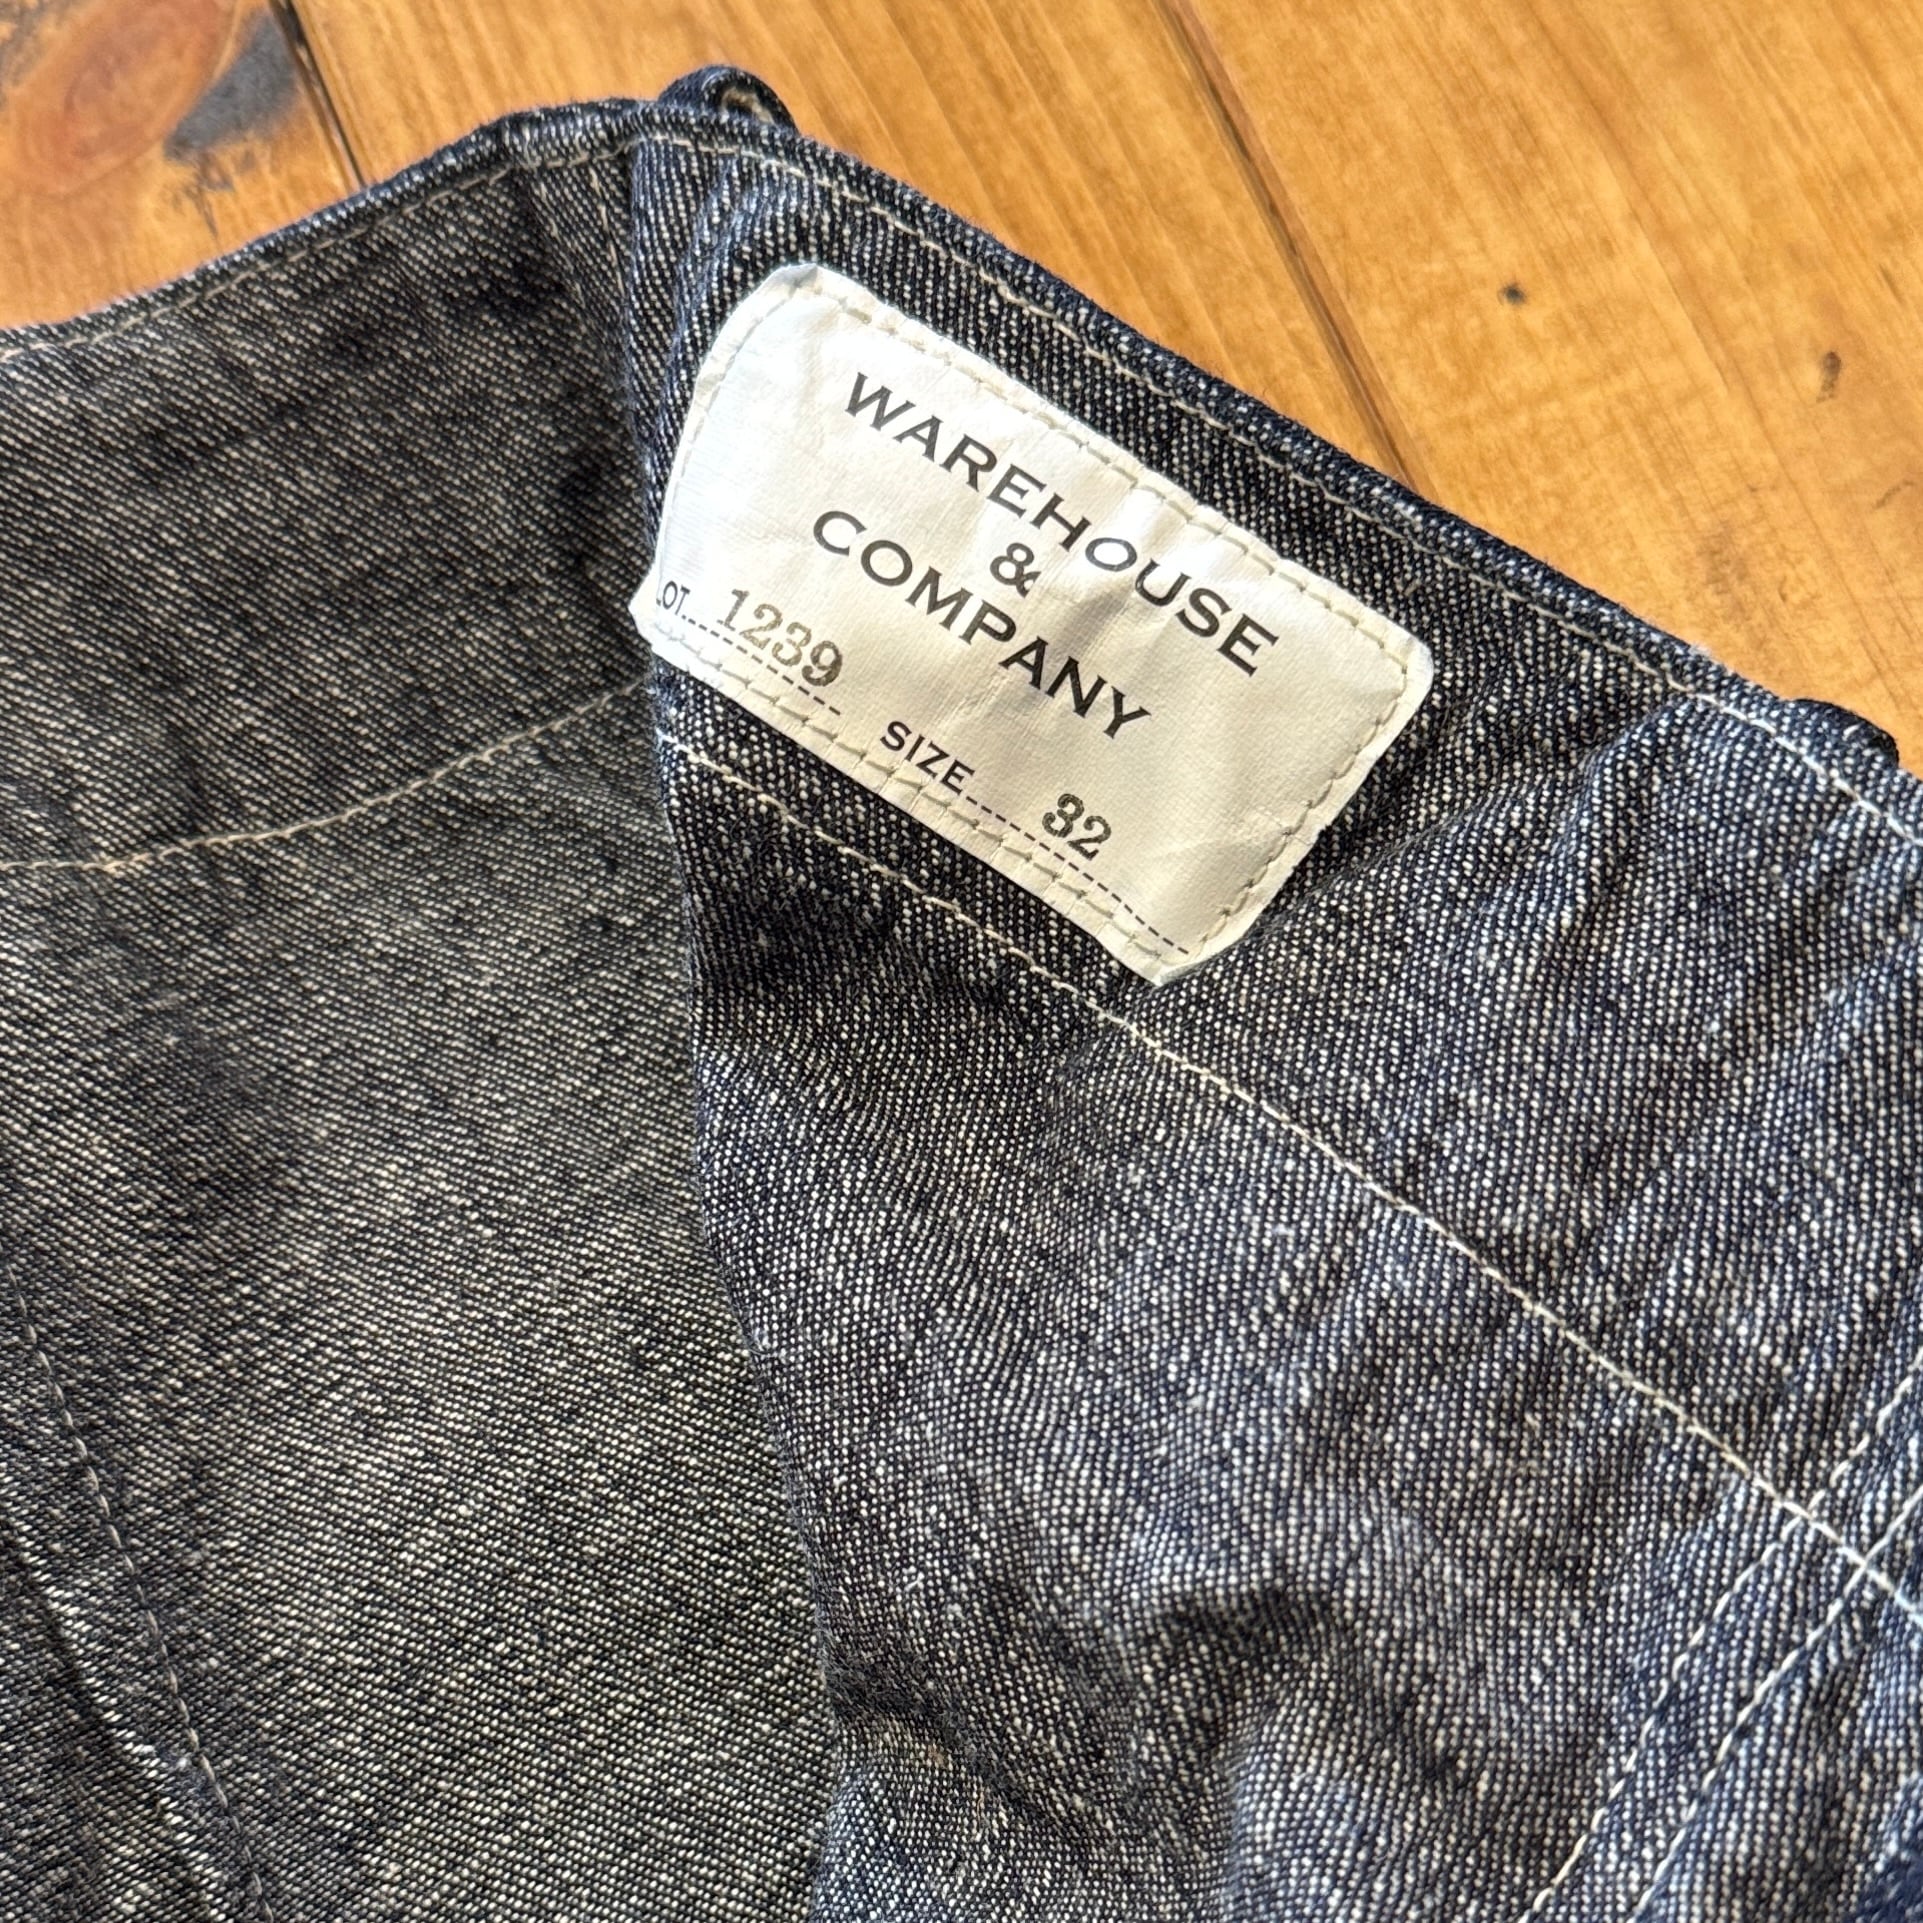 WAREHOUSE
&
COMPANY
LOT. 1239
SIZE 32